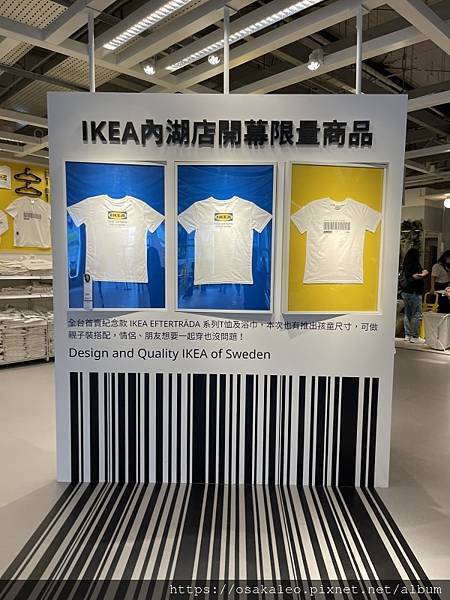 IKEA內湖店開幕限量商品
IKEA
IKEA
全台首賣紀念款 IKEA EFTERTRÄDA 系列T恤及浴巾，本次也有推出孩童尺寸，可做
親子裝搭配，情侶、朋友想要一起穿也沒問題！
Design and Quality IKEA of Sweden
https://osakaleo.pixnet.net/album